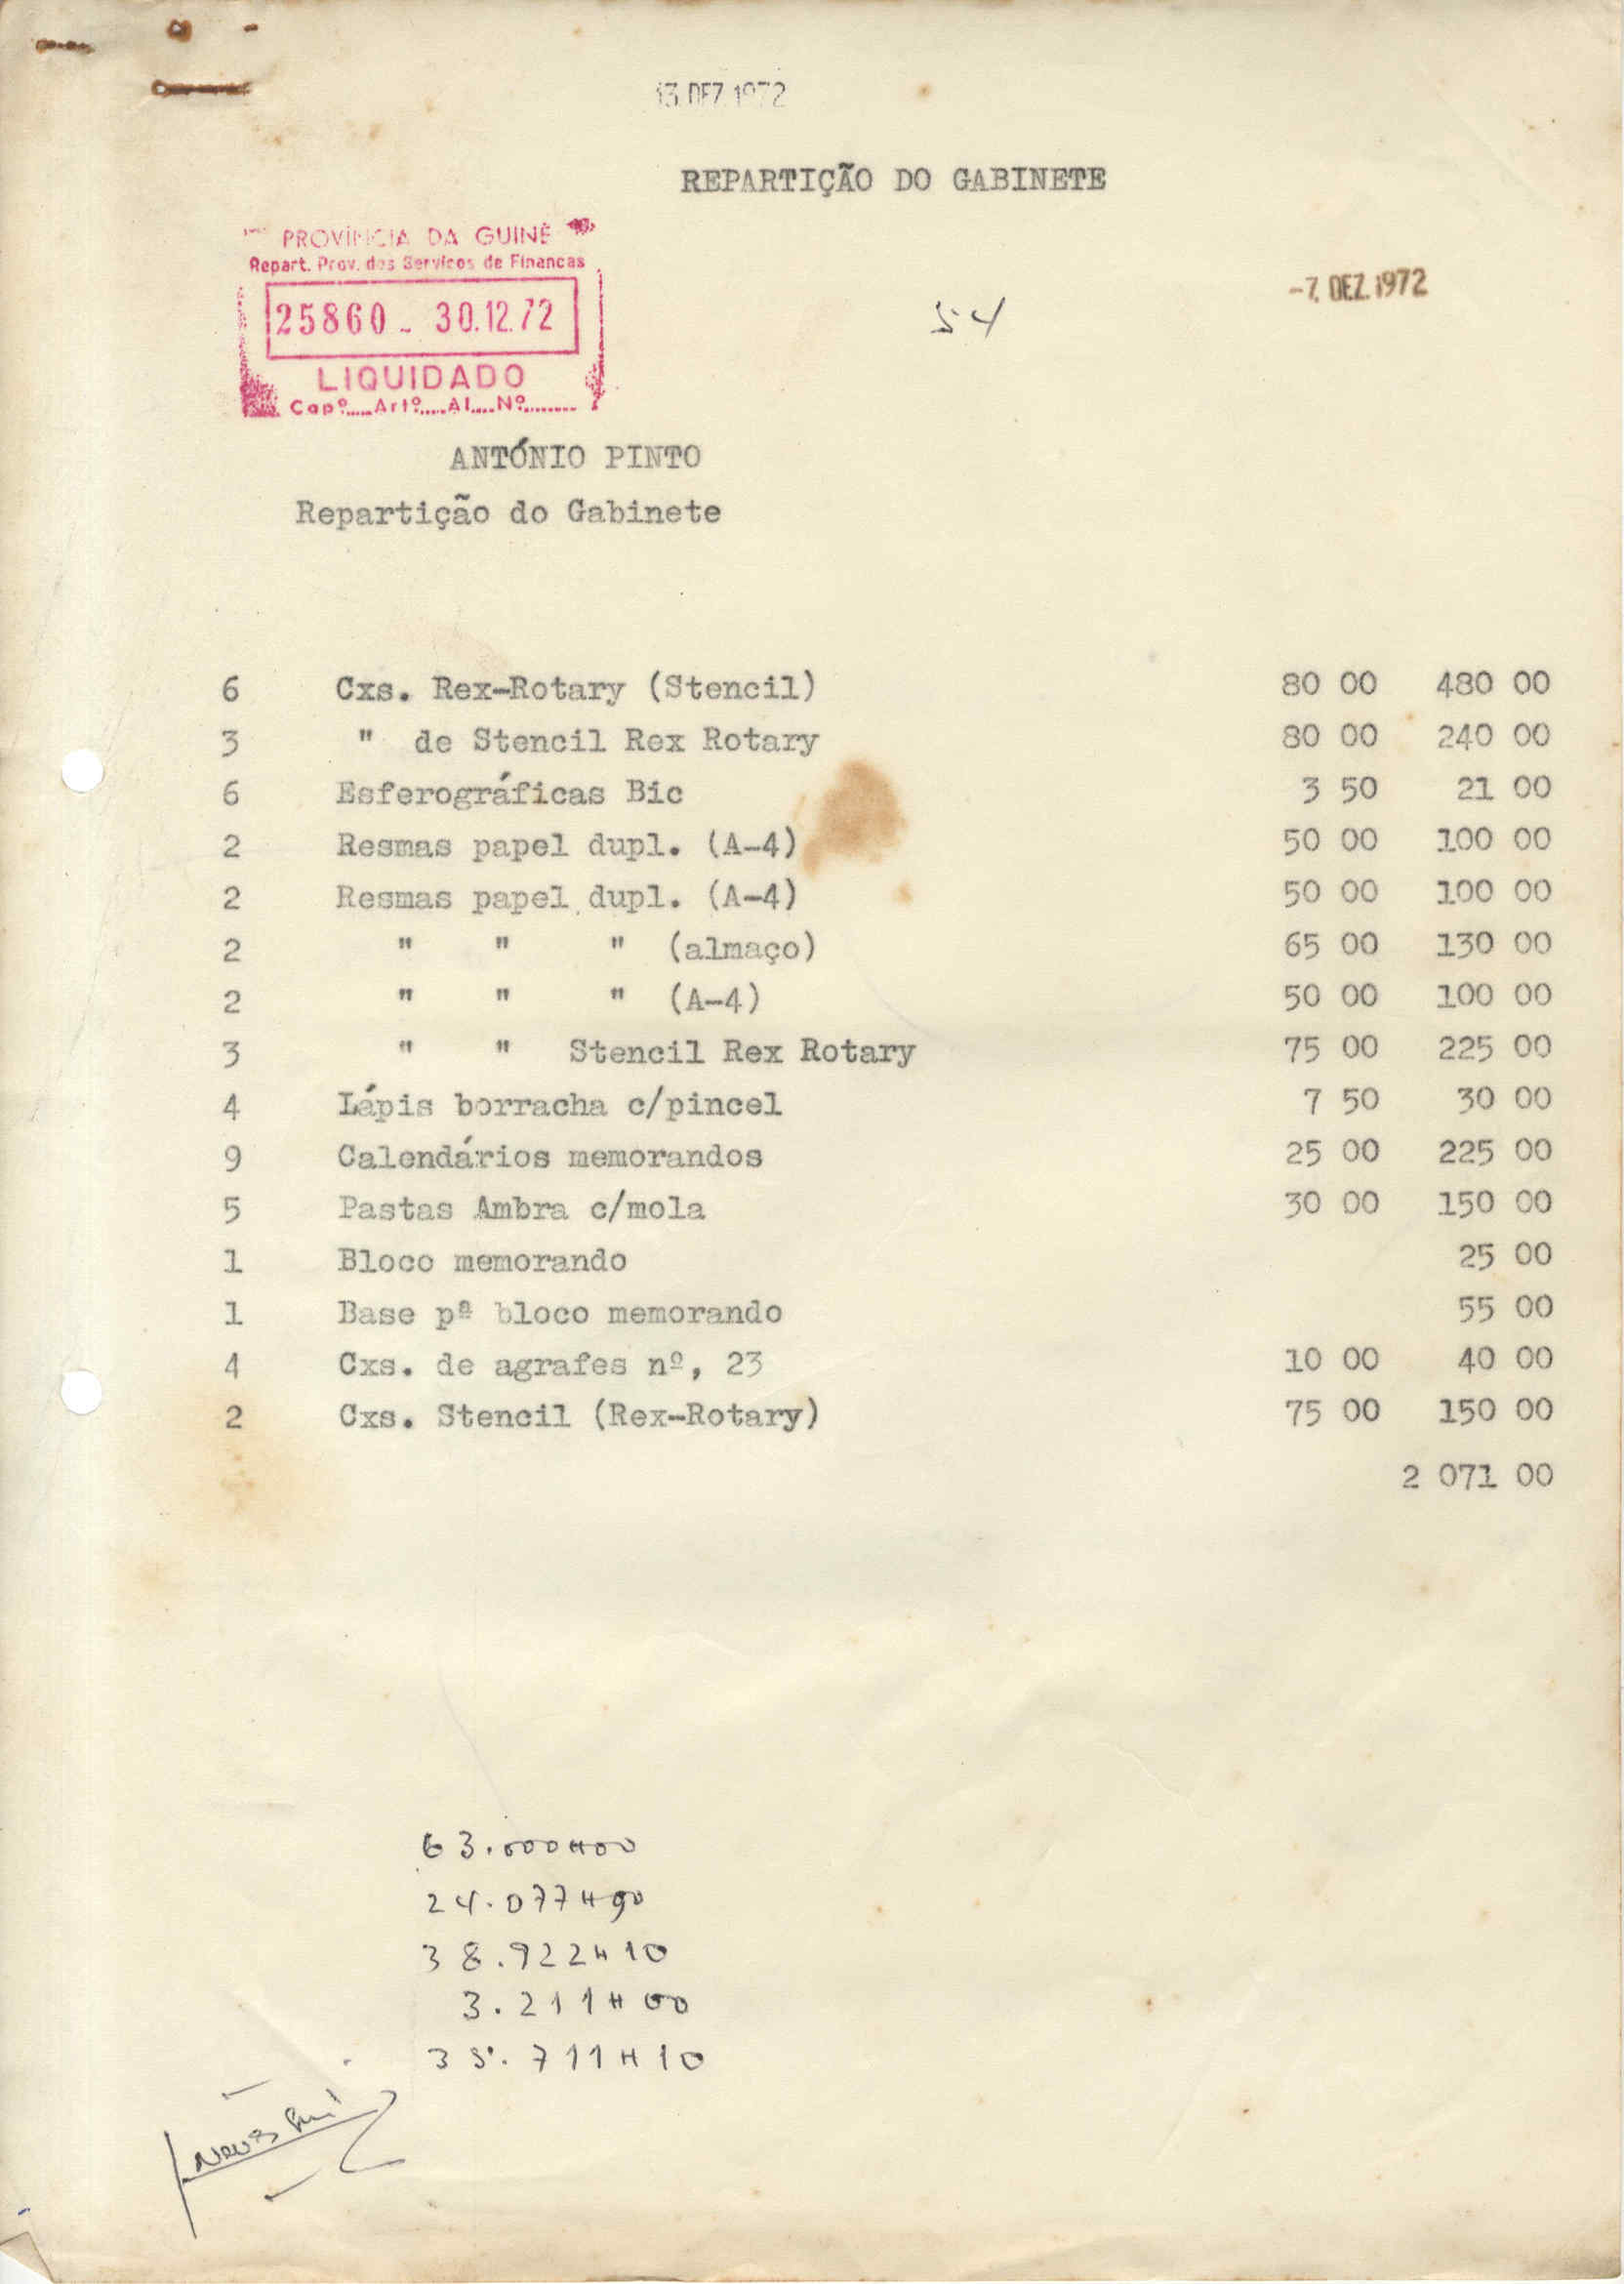 13. DEZ. 1972
REPARTIÇÃO DO GABINETE
PROVÍNCIA DA GUINÉ
Repart. Prov. dos Servicos de Financas
25860 - 30.12.72
LIQUIDADO
Capº..... Artº..... Al.... Nº........
54
-7. DEZ. 1972
ANTÓNIO PINTO
Repartição do Gabinete
6 Cxs. Rex-Rotary (Stencil) 80 00 480 00
3 " de Stencil Rex Rotary 80 00 240 00
6 Esferográficas Bic 3 50 21 00
2 Resmas papel dupl. (A-4) 50 00 100 00
2 Resmas papel dupl. (A-4) 50 00 100 00
2 " " " (almaço) 65 00 130 00
2 " " " (A-4) 50 00 100 00
3 " " Stencil Rex Rotary 75 00 225 00
4 Lápis borracha c/pincel 7 50 30 00
9 Calendários memorandos 25 00 225 00
5 Pastas Ambra c/mola 30 00 150 00
1 Bloco memorando 25 00
1 Base pª bloco memorando 55 00
4 Cxs. de agrafes nº, 23 10 00 40 00
2 Cxs. Stencil (Rex-Rotary) 75 00 150 00
2 071 00
63.000$00
24.077$90
38.922$10
3.211$00
35.711$10